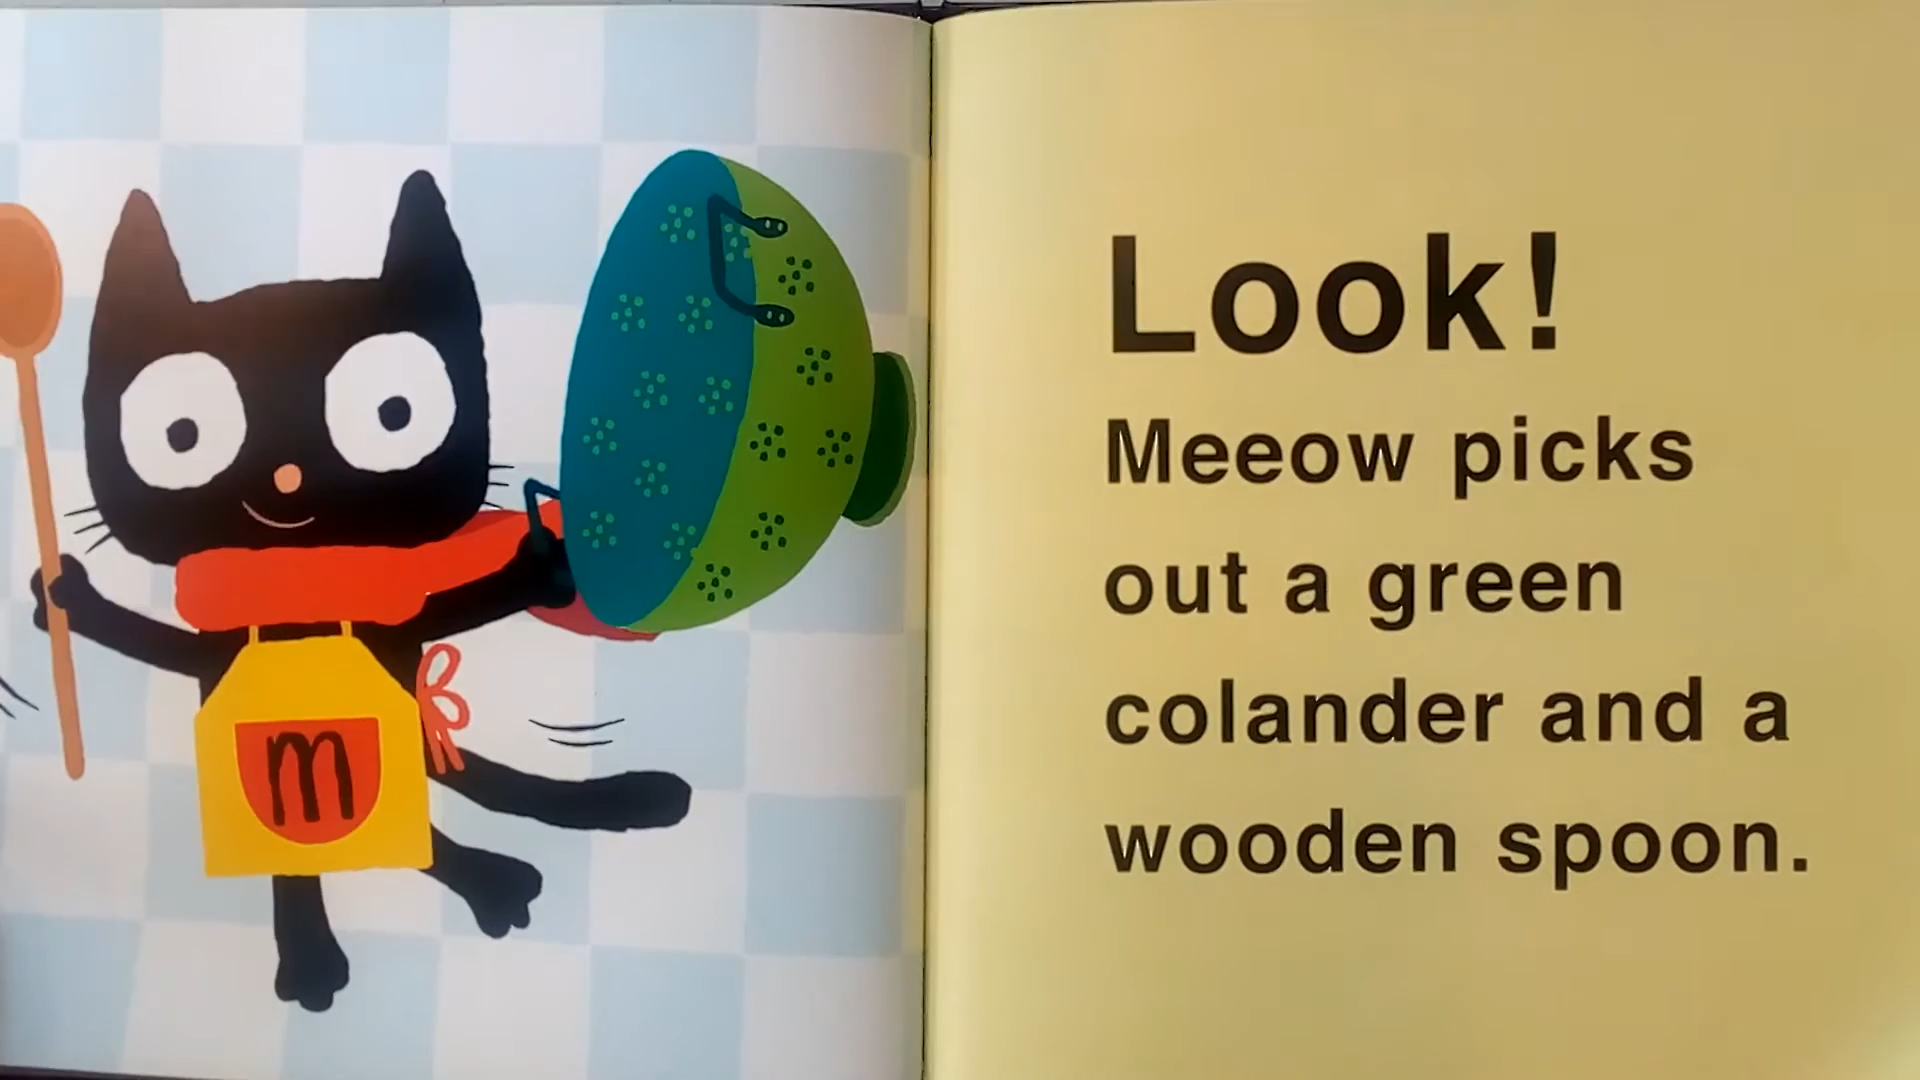 m
Look!
Meeow picks
out a green
colander and a
wooden spoon.